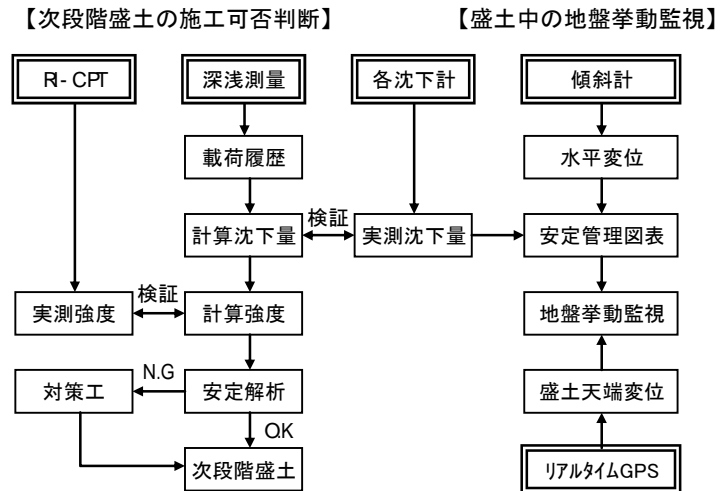 【次段階盛土の施工可否判断】 【盛土中の地盤挙動監視】
RI-CPT 深浅測量 各沈下計 傾斜計
載荷履歴 水平変位
検証
計算沈下量 実測沈下量 安定管理図表
検証
実測強度 計算強度 地盤挙動監視
N.G
対策工 安定解析 盛土天端変位
O.K
次段階盛土 リアルタイムGPS